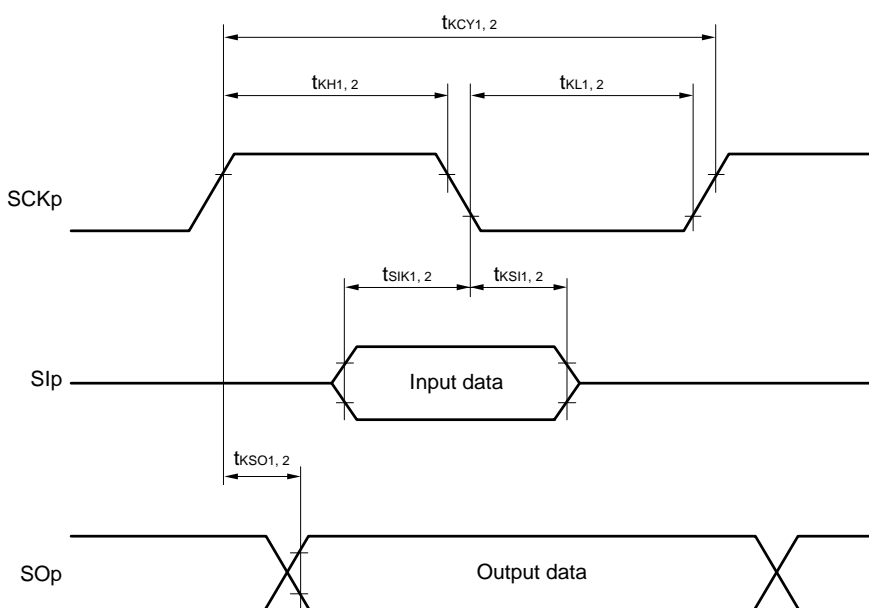 tKCY1, 2
tKH1, 2
tKL1, 2
SCKp
tSIK1, 2
tKSI1, 2
SIp
Input data
tKSO1, 2
SOp
Output data